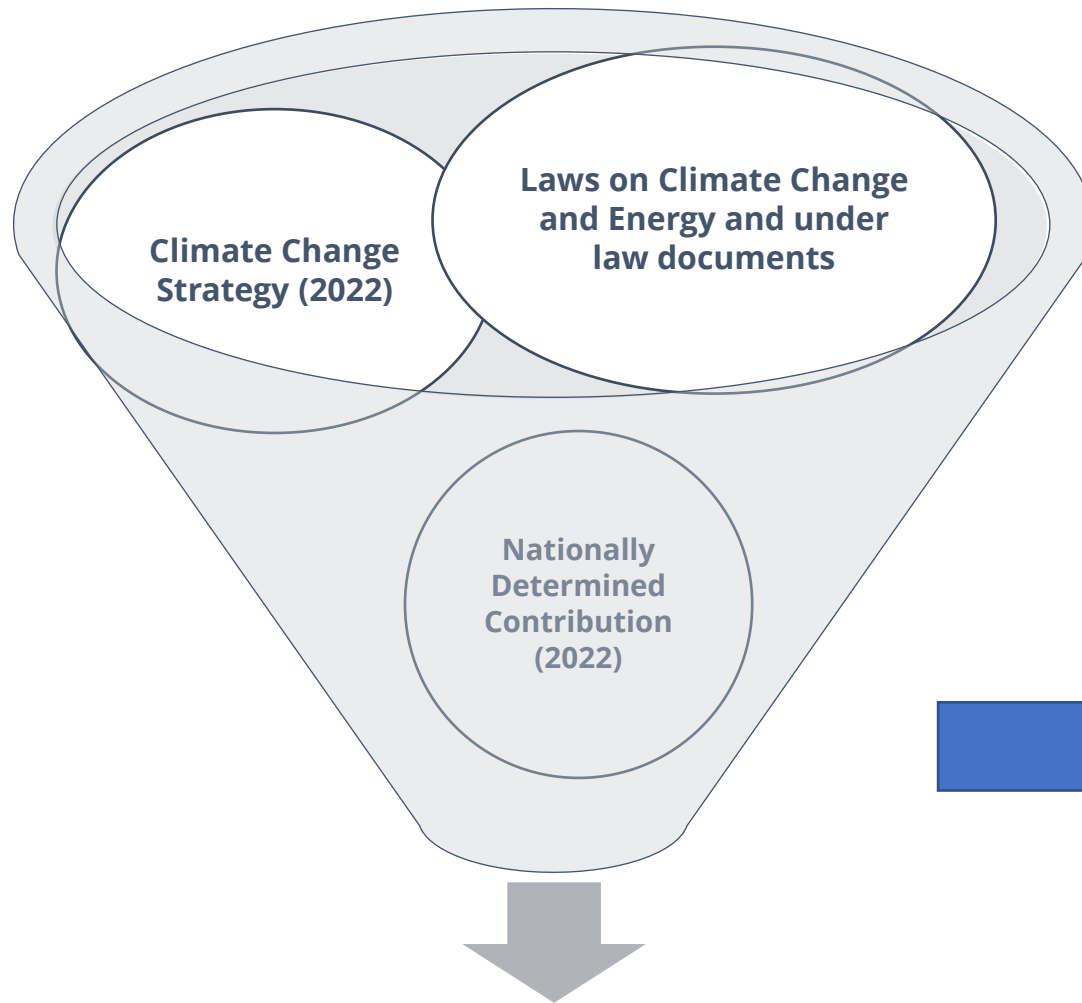 Climate Change
Strategy (2022)
Laws on Climate Change
and Energy and under
law documents
Nationally
Determined
Contribution
(2022)